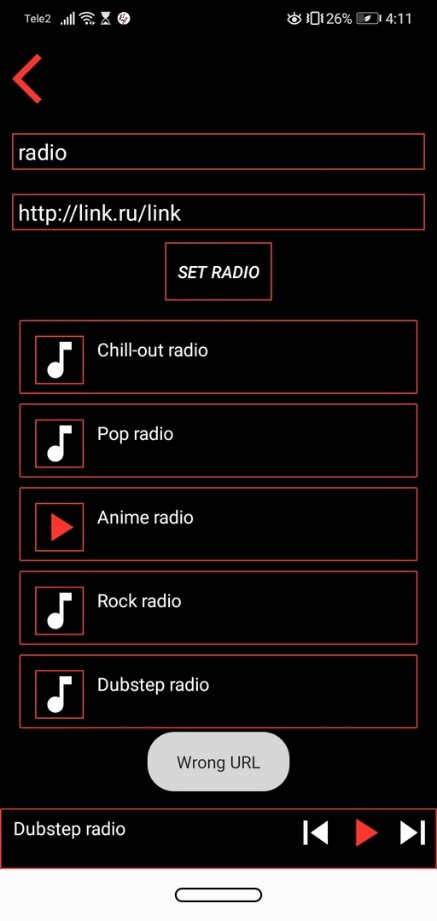 Tele2 26% 4:11
radio
http://link.ru/link
SET RADIO
Chill-out radio
Pop radio
Anime radio
Rock radio
Dubstep radio
Wrong URL
Dubstep radio